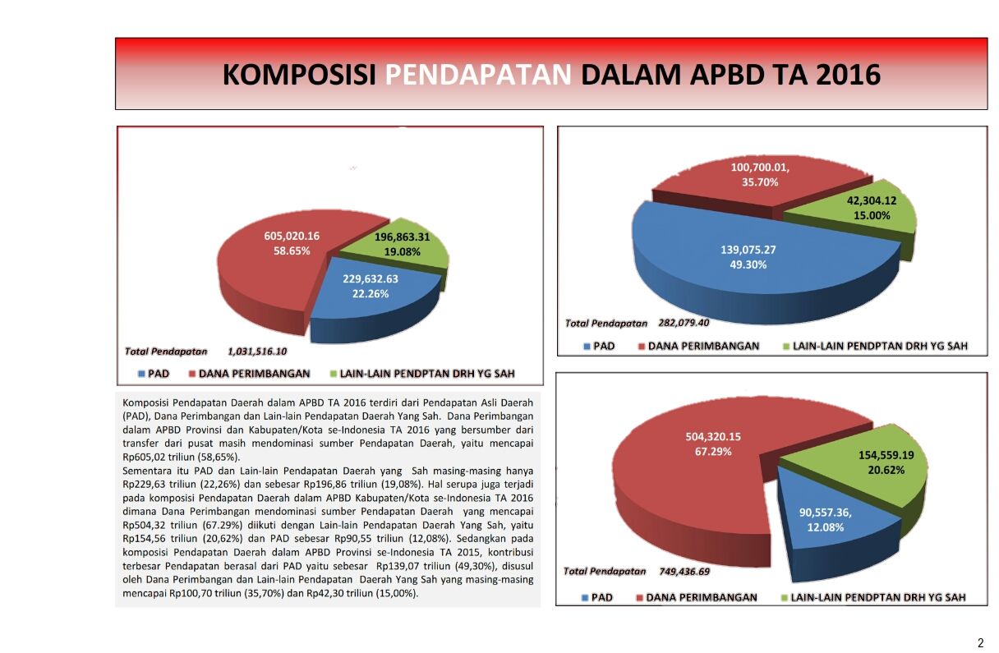 KOMPOSISI PENDAPATAN DALAM APBD TA 2016
605,020.16
58.65%
196,863.31
19.08%
229,632.63
22.26%
Total Pendapatan 1,031,516.10
PAD DANA PERIMBANGAN LAIN-LAIN PENDPTAN DRH YG SAH
Komposisi Pendapatan Daerah dalam APBD TA 2016 terdiri dari Pendapatan Asli Daerah
(PAD), Dana Perimbangan dan Lain-lain Pendapatan Daerah Yang Sah. Dana Perimbangan
dalam APBD Provinsi dan Kabupaten/Kota se-Indonesia TA 2016 yang bersumber dari
transfer dari pusat masih mendominasi sumber Pendapatan Daerah, yaitu mencapai
Rp605,02 triliun (58,65%).
Sementara itu PAD dan Lain-lain Pendapatan Daerah yang Sah masing-masing hanya
Rp229,63 triliun (22,26%) dan sebesar Rp196,86 triliun (19,08%). Hal serupa juga terjadi
pada komposisi Pendapatan Daerah dalam APBD Kabupaten/Kota se-Indonesia TA 2016
dimana Dana Perimbangan mendominasi sumber Pendapatan Daerah yang mencapai
Rp504,32 triliun (67.29%) diikuti dengan Lain-lain Pendapatan Daerah Yang Sah, yaitu
Rp154,56 triliun (20,62%) dan PAD sebesar Rp90,55 triliun (12,08%). Sedangkan pada
komposisi Pendapatan Daerah dalam APBD Provinsi se-Indonesia TA 2015, kontribusi
terbesar Pendapatan berasal dari PAD yaitu sebesar Rp139,07 triliun (49,30%), disusul
oleh Dana Perimbangan dan Lain-lain Pendapatan Daerah Yang Sah yang masing-masing
mencapai Rp100,70 triliun (35,70%) dan Rp42,30 triliun (15,00%).
100,700.01,
35.70%
42,304.12
15.00%
139,075.27
49.30%
Total Pendapatan 282,079.40
PAD DANA PERIMBANGAN LAIN-LAIN PENDPTAN DRH YG SAH
504,320.15
67.29%
154,559.19
20.62%
90,557.36,
12.08%
Total Pendapatan 749,436.69
PAD DANA PERIMBANGAN LAIN-LAIN PENDPTAN DRH YG SAH
2